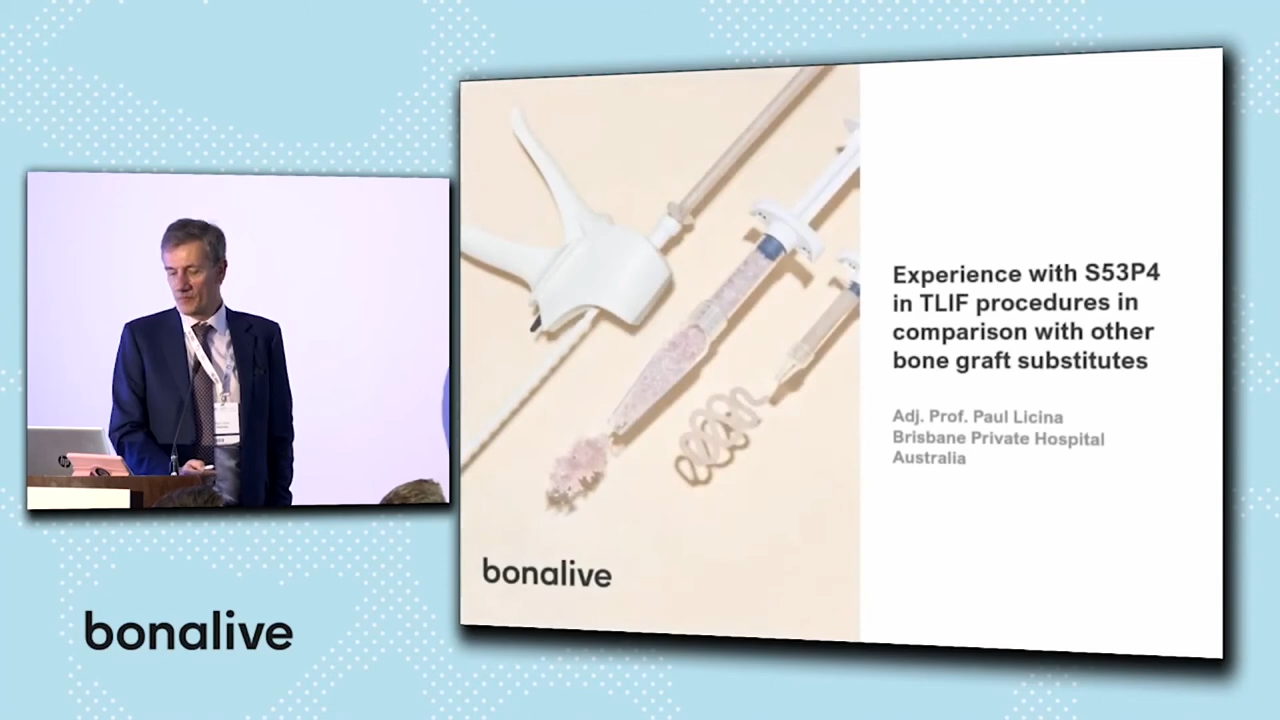 Experience with S53P4
in TLIF procedures in
comparison with other
bone graft substitutes
Adj. Prof. Paul Licina
Brisbane Private Hospital
Australia
bonalive
hp
bonalive